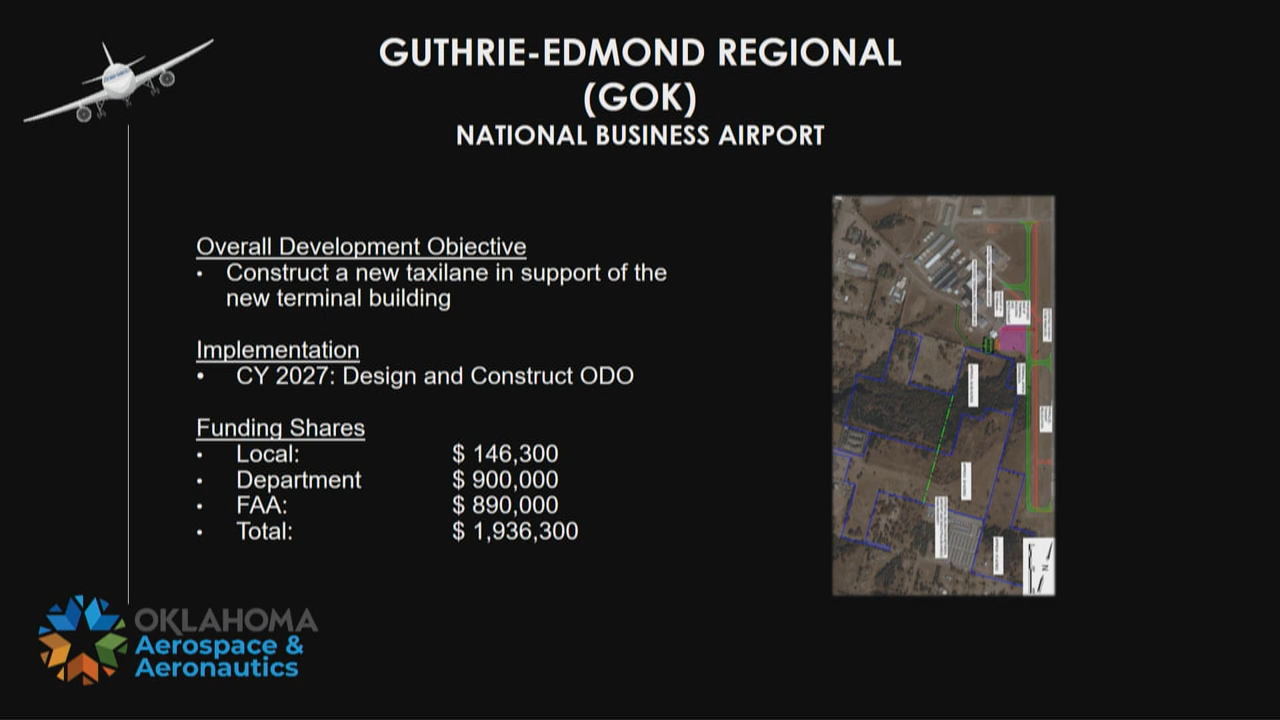 GUTHRIE-EDMOND REGIONAL
(GOK)
NATIONAL BUSINESS AIRPORT
Overall Development Objective
• Construct a new taxilane in support of the
new terminal building
Implementation
• CY 2027: Design and Construct ODO
Funding Shares
• Local: $ 146,300
• Department $ 900,000
• FAA: $ 890,000
• Total: $ 1,936,300
OKLAHOMA
Aerospace &
Aeronautics
N